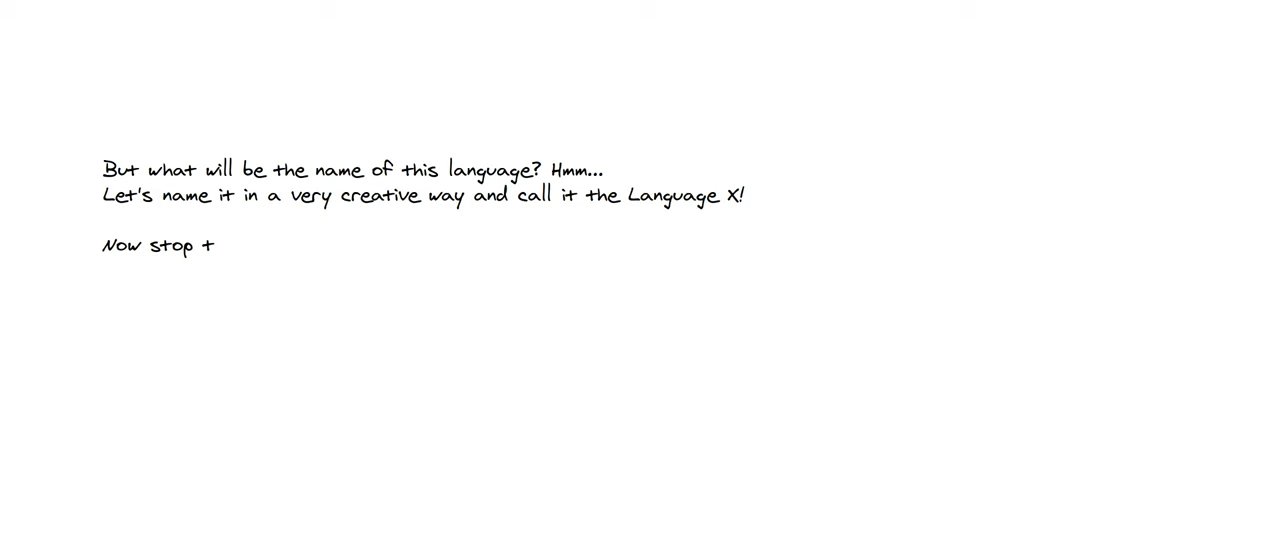 But what will be the name of this language? Hmm...
Let's name it in a very creative way and call it the Language X!
Now stop t